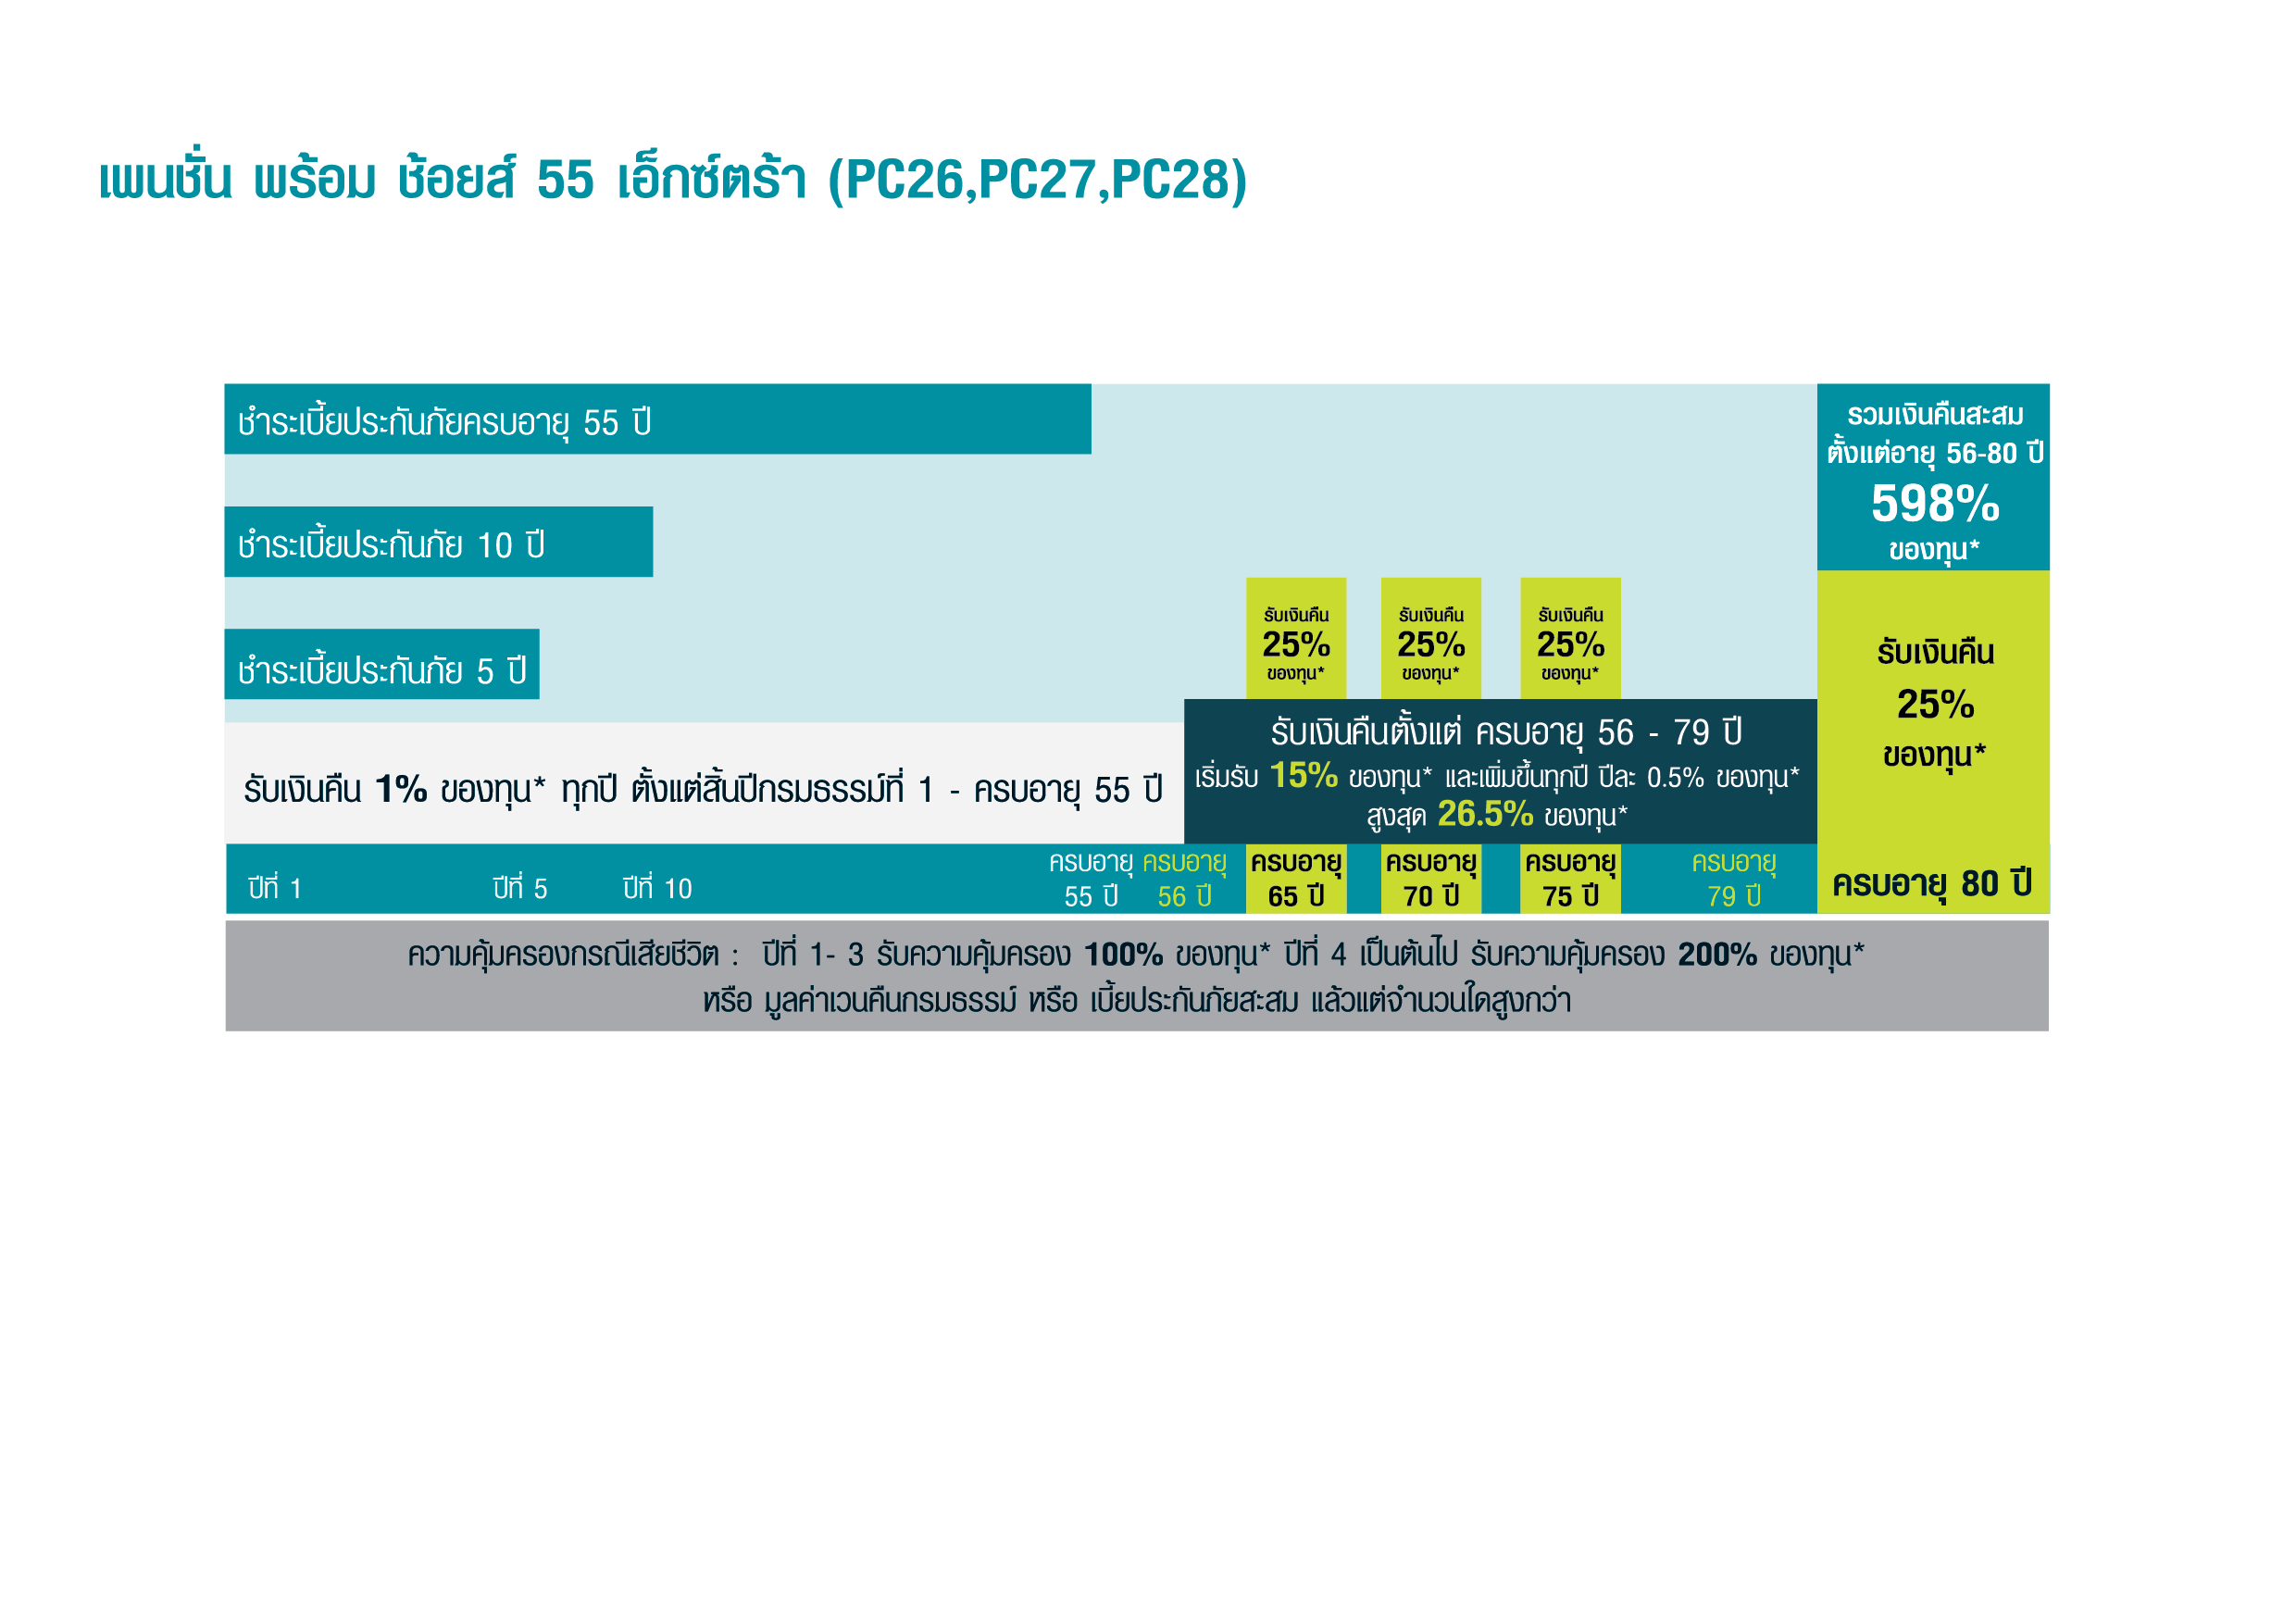 เพนชั่น พร้อม ช้อยส์ 55 เอ็กซ์ตร้า (PC26,PC27,PC28)
ชำระเบี้ยประกันภัยครบอายุ 55 ปี
ชำระเบี้ยประกันภัย 10 ปี
ชำระเบี้ยประกันภัย 5 ปี
รวมเงินคืนสะสม
ตั้งแต่อายุ 56-80 ปี
598%
ของทุน*
รับเงินคืน
25%
ของทุน*
รับเงินคืน
25%
ของทุน*
รับเงินคืน
25%
ของทุน*
รับเงินคืน
25%
ของทุน*
รับเงินคืน 1% ของทุน* ทุกปี ตั้งแต่สิ้นปีกรมธรรม์ที่ 1 - ครบอายุ 55 ปี
รับเงินคืนตั้งแต่ ครบอายุ 56 - 79 ปี
เริ่มรับ 15% ของทุน* และเพิ่มขึ้นทุกปี ปีละ 0.5% ของทุน*
สูงสุด 26.5% ของทุน*
ปีที่ 1
ปีที่ 5
ปีที่ 10
ครบอายุ
55 ปี
ครบอายุ
56 ปี
ครบอายุ
65 ปี
ครบอายุ
70 ปี
ครบอายุ
75 ปี
ครบอายุ
79 ปี
ครบอายุ 80 ปี
ความคุ้มครองกรณีเสียชีวิต : ปีที่ 1- 3 รับความคุ้มครอง 100% ของทุน* ปีที่ 4 เป็นต้นไป รับความคุ้มครอง 200% ของทุน*
หรือ มูลค่าเวนคืนกรมธรรม์ หรือ เบี้ยประกันภัยสะสม แล้วแต่จำนวนใดสูงกว่า